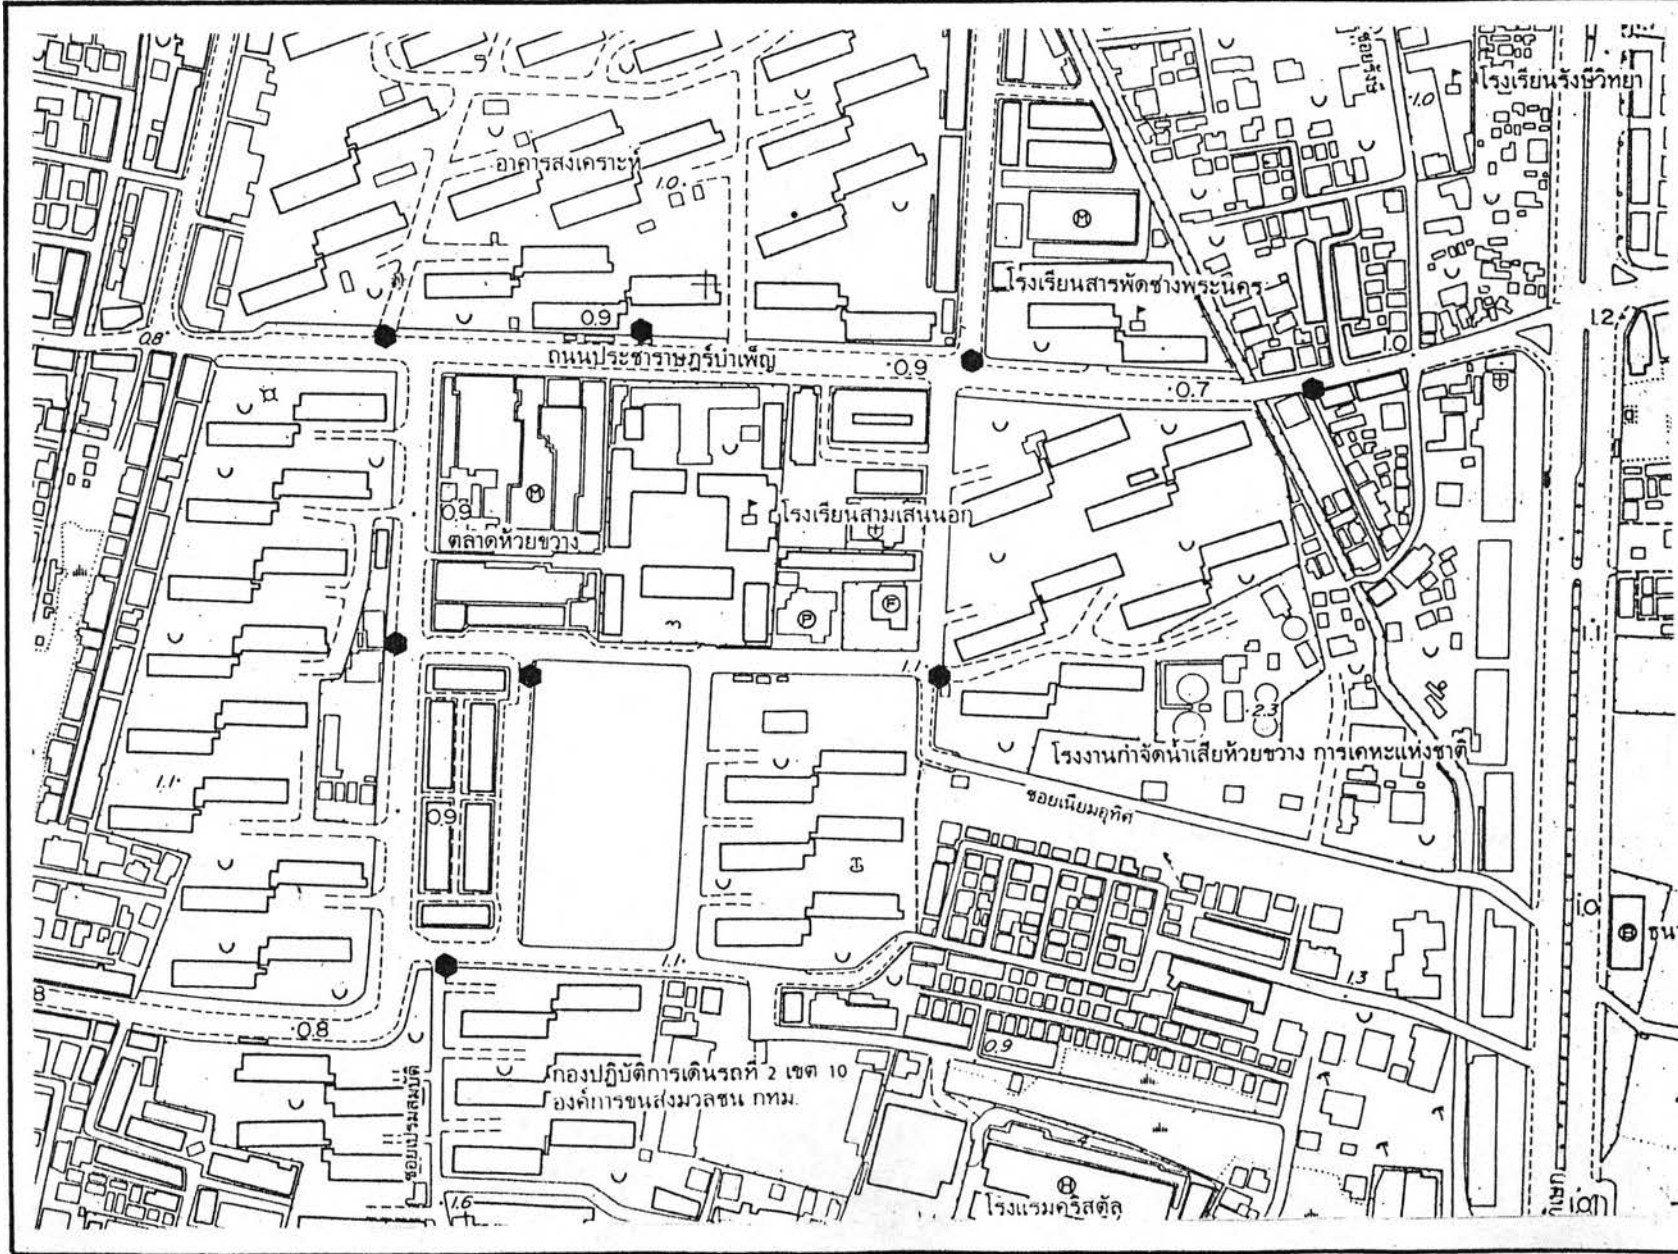 โรงเรียนรังษีวิทยา
1.0
อาคารสงเคราะห์
1.0
M
โรงเรียนสารพัดช่างพระนคร
0.9
1.2
0.8
ถนนประชาราษฎร์บำเพ็ญ
0.9
1.0
0.7
M
0.9
โรงเรียนสามเสนนอก
ตลาดห้วยขวาง
P
F
1.1
1.1
2.3
โรงงานกำจัดน้ำเสียห้วยขวาง การเคหะแห่งชาติ
1.1
ซอยเนียมอุทิศ
0.9
1.0
B
ธน
1.1
1.3
8
0.8
0.9
กองปฏิบัติการเดินรถที่ 2 เขต 10
องค์การขนส่งมวลชน กทม.
ซอยเปรมสมบัติ
4
H
โรงแรมคริสตัล
1.6
1.0